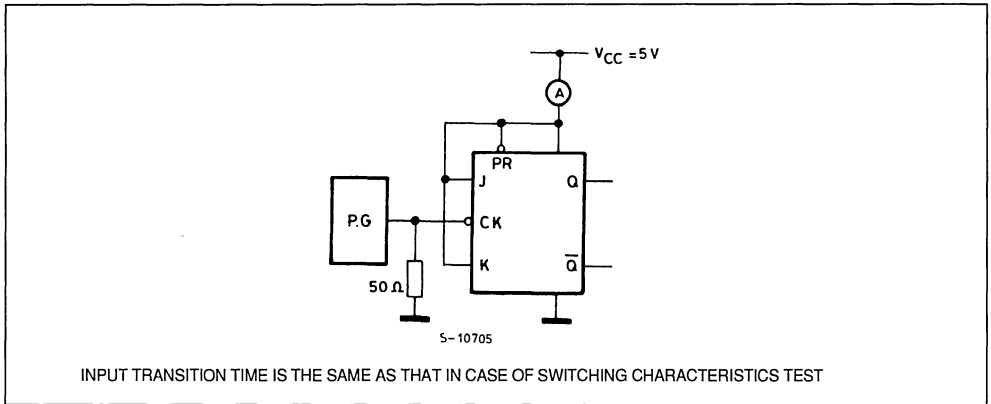 V_CC = 5 V
A
PR
J
Q
P.G
CK
K
Q̅
50 Ω
S-10705
INPUT TRANSITION TIME IS THE SAME AS THAT IN CASE OF SWITCHING CHARACTERISTICS TEST